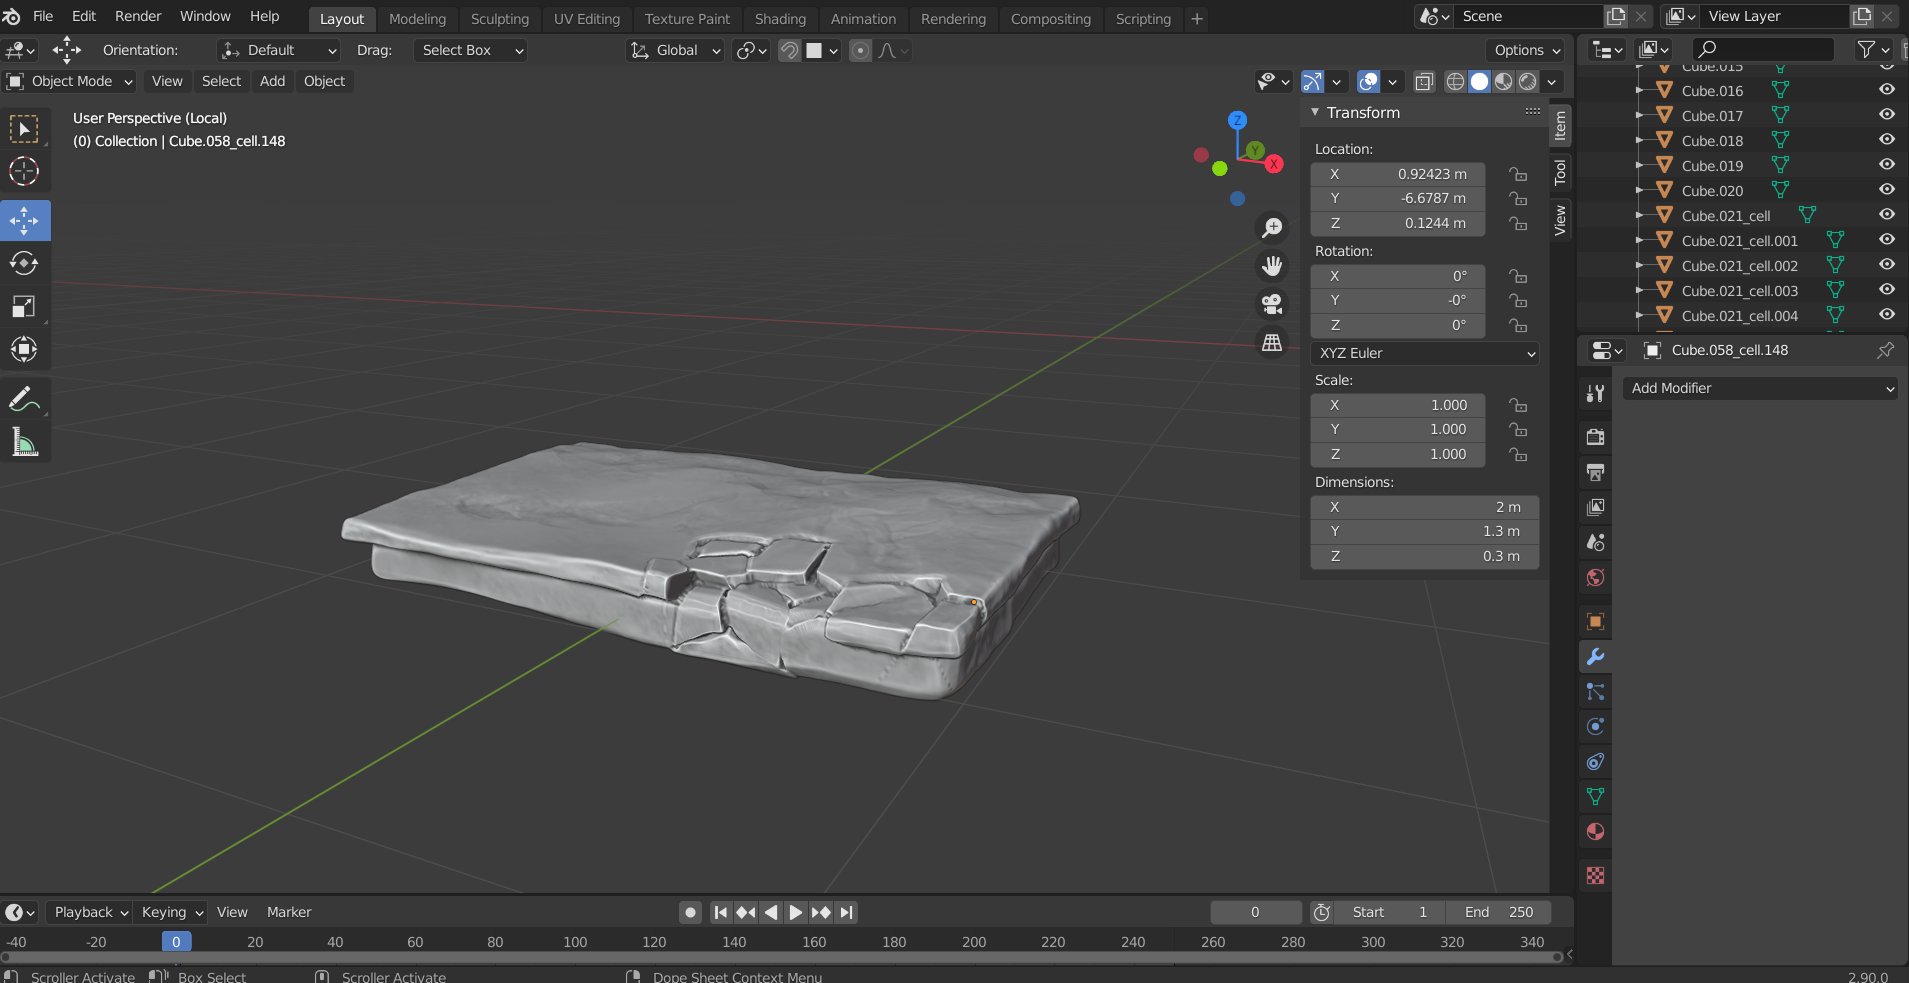 File Edit Render Window Help Layout Modeling Sculpting UV Editing Texture Paint Shading Animation Rendering Compositing Scripting + Scene View Layer
Orientation: Default Drag: Select Box Global Options
Object Mode View Select Add Object
User Perspective (Local)
(0) Collection | Cube.058_cell.148
Z
Y
X
Transform
Location:
X 0.92423 m
Y -6.6787 m
Z 0.1244 m
Rotation:
X 0°
Y -0°
Z 0°
XYZ Euler
Scale:
X 1.000
Y 1.000
Z 1.000
Dimensions:
X 2 m
Y 1.3 m
Z 0.3 m
Item
Tool
View
Cube.015
Cube.016
Cube.017
Cube.018
Cube.019
Cube.020
Cube.021_cell
Cube.021_cell.001
Cube.021_cell.002
Cube.021_cell.003
Cube.021_cell.004
Cube.058_cell.148
Add Modifier
Playback Keying View Marker 0 Start 1 End 250
-40 -20 0 20 40 60 80 100 120 140 160 180 200 220 240 260 280 300 320 340
Scroller Activate Box Select Scroller Activate Dope Sheet Context Menu 2.90.0